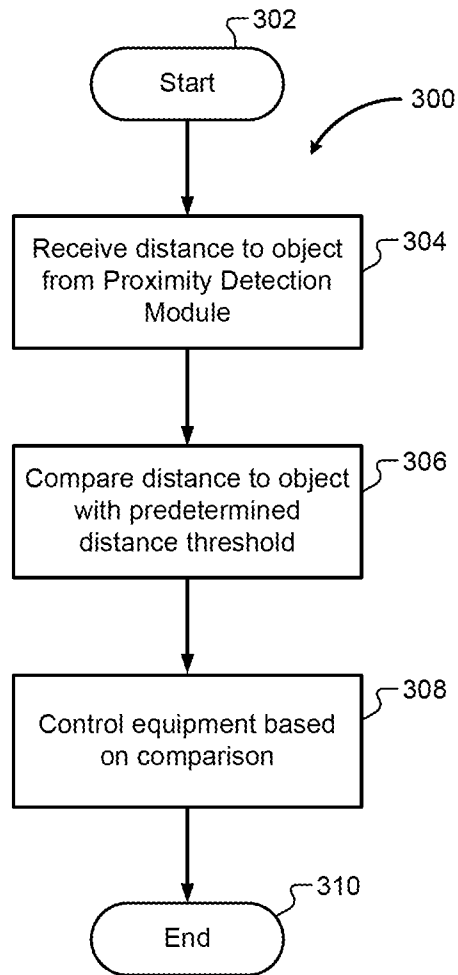 302
Start
300
Receive distance to object
from Proximity Detection
Module
304
Compare distance to object
with predetermined
distance threshold
306
Control equipment based
on comparison
308
310
End